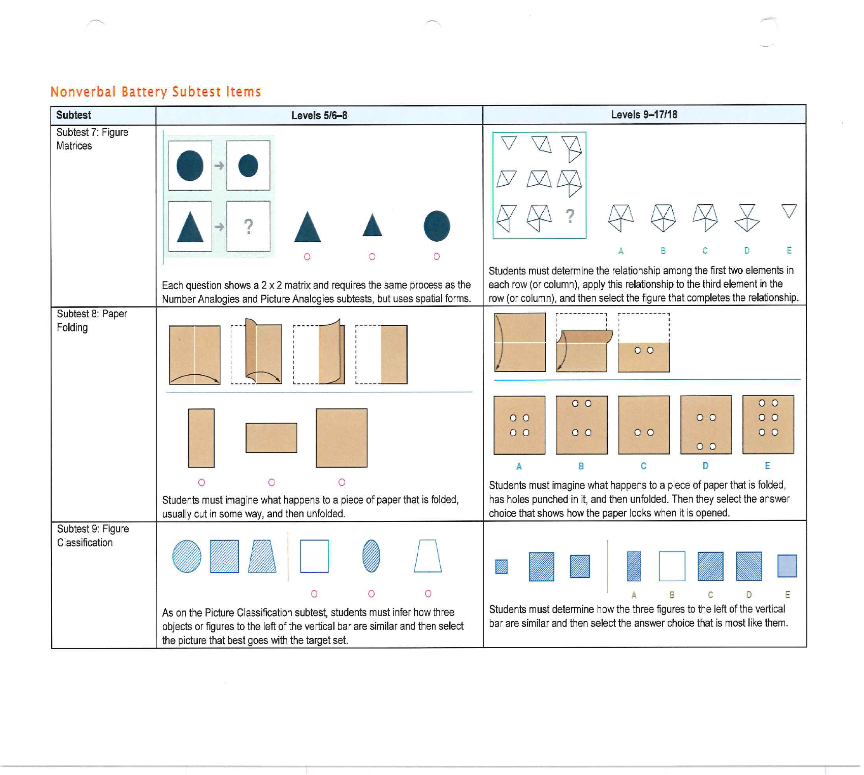 Nonverbal Battery Subtest Items
Subtest
Levels 5/6–8
Levels 9–17/18
Subtest 7: Figure
Matrices
?
Each question shows a 2 x 2 matrix and requires the same process as the
Number Analogies and Picture Analogies subtests, but uses spatial forms.
?
A B C D E
Students must determine the relationship among the first two elements in
each row (or column), apply this relationship to the third element in the
row (or column), and then select the figure that completes the relationship.
Subtest 8: Paper
Folding
Students must imagine what happens to a piece of paper that is folded,
usually cut in some way, and then unfolded.
A B C D E
Students must imagine what happens to a piece of paper that is folded,
has holes punched in it, and then unfolded. Then they select the answer
choice that shows how the paper looks when it is opened.
Subtest 9: Figure
Classification
As on the Picture Classification subtest, students must infer how three
objects or figures to the left of the vertical bar are similar and then select
the picture that best goes with the target set.
A B C D E
Students must determine how the three figures to the left of the vertical
bar are similar and then select the answer choice that is most like them.